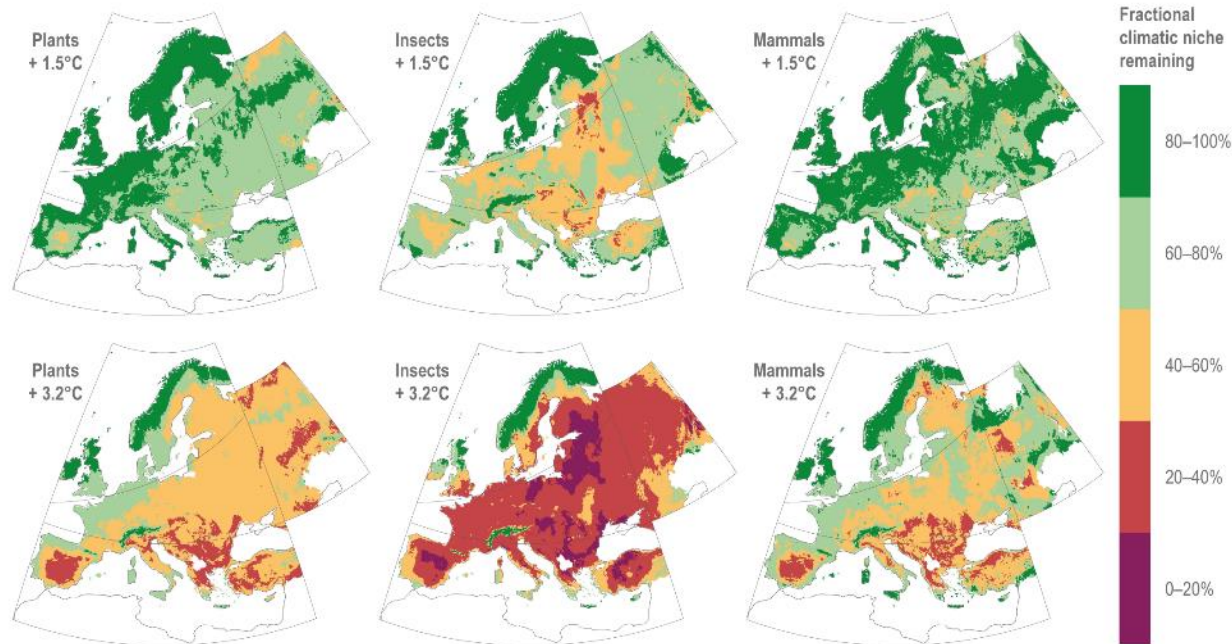 Plants
+ 1.5°C
Insects
+ 1.5°C
Mammals
+ 1.5°C
Plants
+ 3.2°C
Insects
+ 3.2°C
Mammals
+ 3.2°C
Fractional
climatic niche
remaining
80–100%
60–80%
40–60%
20–40%
0–20%